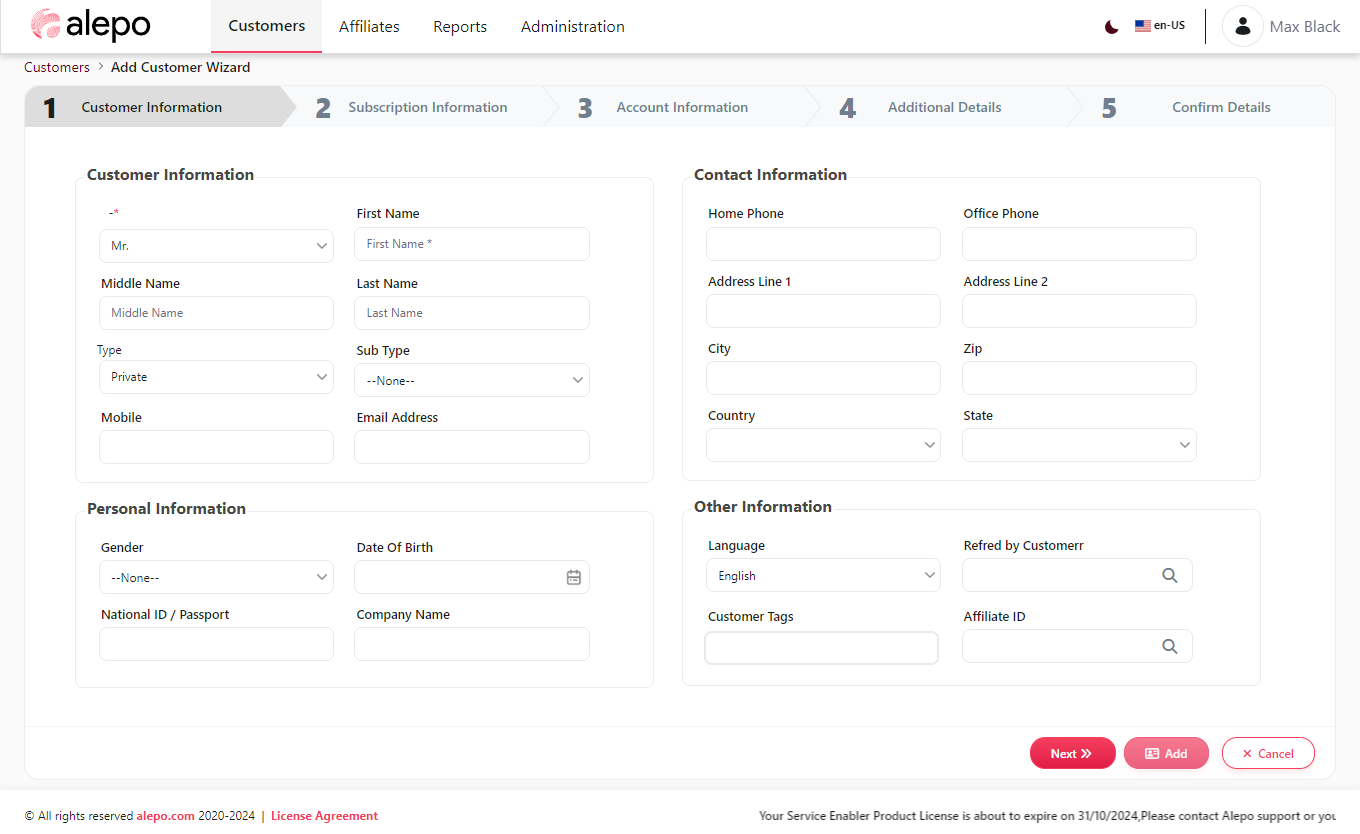 alepo Customers Affiliates Reports Administration en-US Max Black
Customers > Add Customer Wizard
1 Customer Information 2 Subscription Information 3 Account Information 4 Additional Details 5 Confirm Details
Customer Information
-* First Name
Mr. First Name *
Middle Name Last Name
Middle Name Last Name
Type Sub Type
Private --None--
Mobile Email Address
Contact Information
Home Phone Office Phone
Address Line 1 Address Line 2
City Zip
Country State
Personal Information
Gender Date Of Birth
--None--
National ID / Passport Company Name
Other Information
Language Refred by Customerr
English
Customer Tags Affiliate ID
Next Add Cancel
© All rights reserved alepo.com 2020-2024 | License Agreement Your Service Enabler Product License is about to expire on 31/10/2024,Please contact Alepo support or you